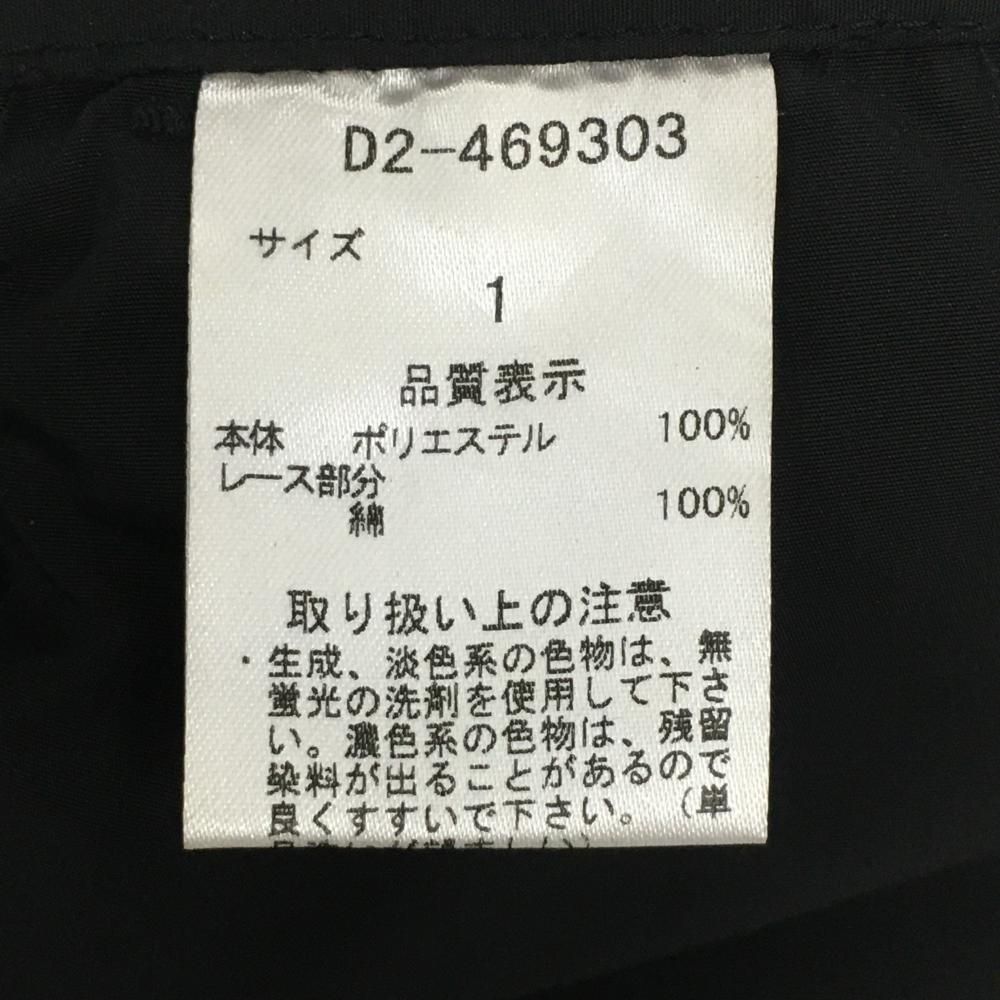 D2-469303
サイズ
1
品質表示
本体 ポリエステル 100%
レース部分
綿 100%
取り扱い上の注意
・生成、淡色系の色物は、無
蛍光の洗剤を使用して下さ
い。濃色系の色物は、残留
染料が出ることがあるので
良くすすいで下さい。（単